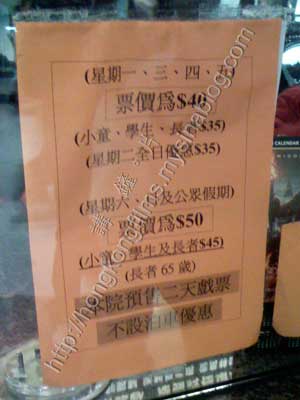 (星期一、三、四、五)
票價爲$40
(小童、學生、長者$35)
(星期二全日優惠$35)
(星期六、日及公眾假期)
票價爲$50
(小童、學生及長者$45)
(長者 65 歲)
本院預售二天戲票
不設泊車優惠
CALENDAR
http://hongkongfilms.mysinablog.com